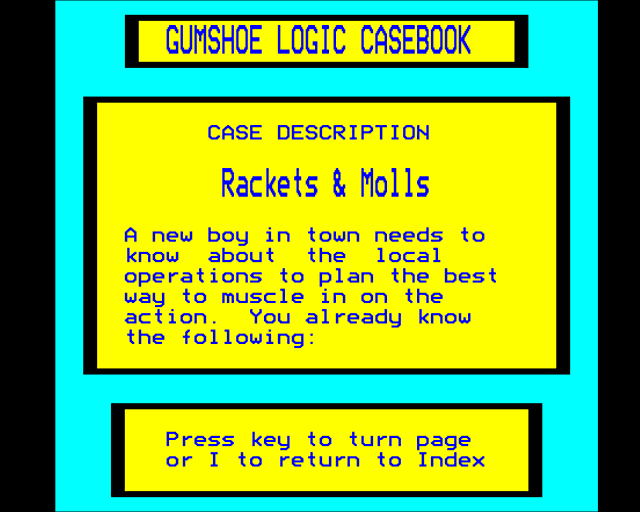 GUMSHOE LOGIC CASEBOOK
CASE DESCRIPTION
Rackets & Molls
A new boy in town needs to
know about the local
operations to plan the best
way to muscle in on the
action. You already know
the following:
Press key to turn page
or I to return to Index